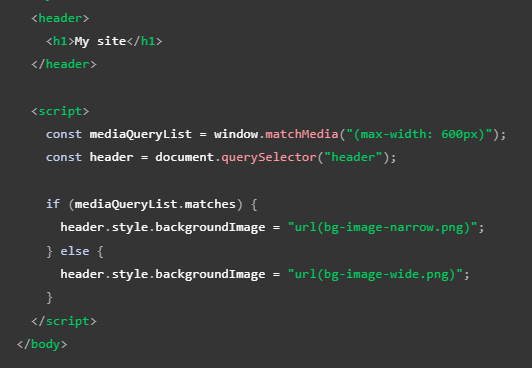 <header>
<h1>My site</h1>
</header>
<script>
const mediaQueryList = window.matchMedia("(max-width: 600px)");
const header = document.querySelector("header");
if (mediaQueryList.matches) {
header.style.backgroundImage = "url(bg-image-narrow.png)";
} else {
header.style.backgroundImage = "url(bg-image-wide.png)";
}
</script>
</body>